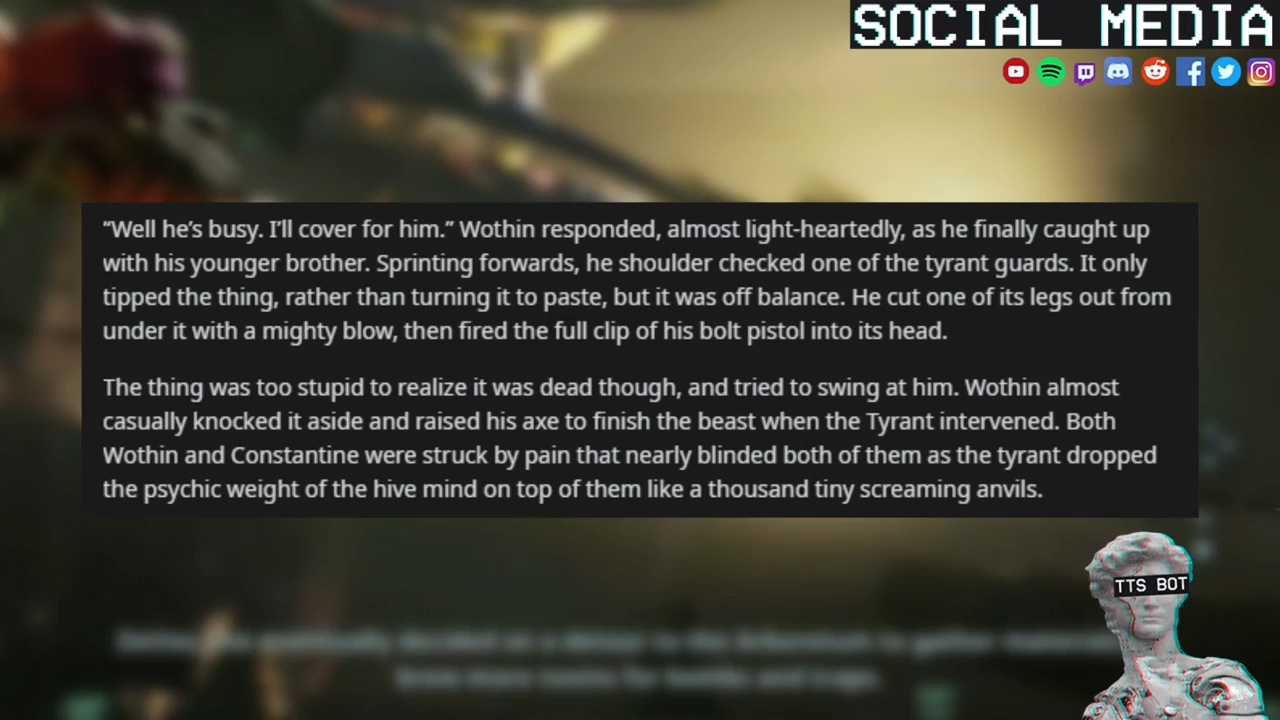 SOCIAL MEDIA
“Well he’s busy. I’ll cover for him.” Wothin responded, almost light-heartedly, as he finally caught up
with his younger brother. Sprinting forwards, he shoulder checked one of the tyrant guards. It only
tipped the thing, rather than turning it to paste, but it was off balance. He cut one of its legs out from
under it with a mighty blow, then fired the full clip of his bolt pistol into its head.
The thing was too stupid to realize it was dead though, and tried to swing at him. Wothin almost
casually knocked it aside and raised his axe to finish the beast when the Tyrant intervened. Both
Wothin and Constantine were struck by pain that nearly blinded both of them as the tyrant dropped
the psychic weight of the hive mind on top of them like a thousand tiny screaming anvils.
TTS BOT